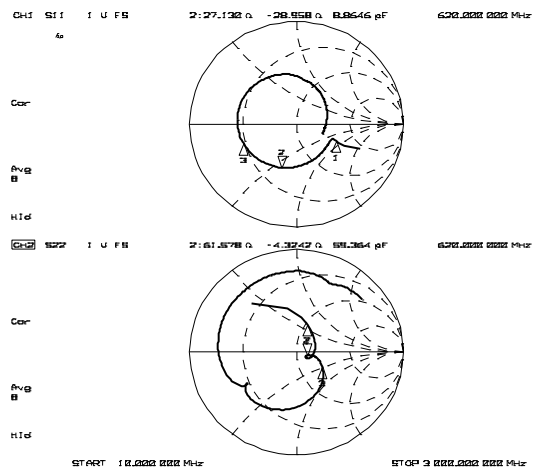 CH1 S11 1 U FS 2: 27.130 Ω -28.958 Ω 8.8646 pF 620.000 000 MHz
Cor
Avg
8
Hld
3 2 1
CH2 S22 1 U FS 2: 61.578 Ω -4.3242 Ω 59.364 pF 620.000 000 MHz
Cor
Avg
8
Hld
START 10.000 000 MHz STOP 3 000.000 000 MHz